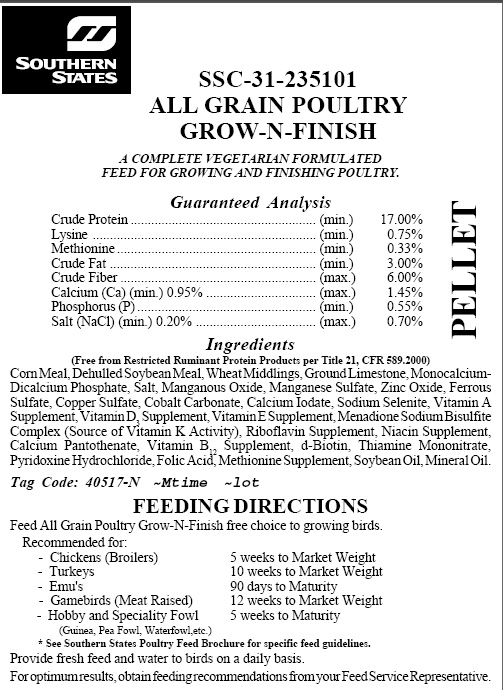 SOUTHERN
STATES
SSC-31-235101
ALL GRAIN POULTRY
GROW-N-FINISH
A COMPLETE VEGETARIAN FORMULATED
FEED FOR GROWING AND FINISHING POULTRY.
Guaranteed Analysis
Crude Protein ................................................ (min.) 17.00%
Lysine .......................................................... (min.) 0.75%
Methionine .................................................... (min.) 0.33%
Crude Fat ...................................................... (min.) 3.00%
Crude Fiber .................................................... (max.) 6.00%
Calcium (Ca) (min.) 0.95% ............................ (max.) 1.45%
Phosphorus (P) ............................................... (min.) 0.55%
Salt (NaCl) (min.) 0.20% ............................... (max.) 0.70%
PELLET
Ingredients
(Free from Restricted Ruminant Protein Products per Title 21, CFR 589.2000)
Corn Meal, Dehulled Soybean Meal, Wheat Middlings, Ground Limestone, Monocalcium-
Dicalcium Phosphate, Salt, Manganous Oxide, Manganese Sulfate, Zinc Oxide, Ferrous
Sulfate, Copper Sulfate, Cobalt Carbonate, Calcium Iodate, Sodium Selenite, Vitamin A
Supplement, Vitamin D3 Supplement, Vitamin E Supplement, Menadione Sodium Bisulfite
Complex (Source of Vitamin K Activity), Riboflavin Supplement, Niacin Supplement,
Calcium Pantothenate, Vitamin B12 Supplement, d-Biotin, Thiamine Mononitrate,
Pyridoxine Hydrochloride, Folic Acid, Methionine Supplement, Soybean Oil, Mineral Oil.
Tag Code: 40517-N ~Mtime ~lot
FEEDING DIRECTIONS
Feed All Grain Poultry Grow-N-Finish free choice to growing birds.
Recommended for:
- Chickens (Broilers) 5 weeks to Market Weight
- Turkeys 10 weeks to Market Weight
- Emu's 90 days to Maturity
- Gamebirds (Meat Raised) 12 weeks to Market Weight
- Hobby and Speciality Fowl 5 weeks to Maturity
(Guinea, Pea Fowl, Waterfowl,etc.)
* See Southern States Poultry Feed Brochure for specific feed guidelines.
Provide fresh feed and water to birds on a daily basis.
For optimum results, obtain feeding recommendations from your Feed Service Representative.